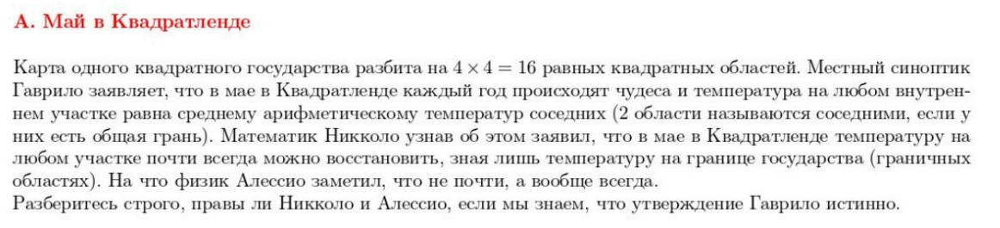 А. Май в Квадратленде
Карта одного квадратного государства разбита на 4 × 4 = 16 равных квадратных областей. Местный синоптик
Гаврило заявляет, что в мае в Квадратленде каждый год происходят чудеса и температура на любом внутрен-
нем участке равна среднему арифметическому температур соседних (2 области называются соседними, если у
них есть общая грань). Математик Никколо узнав об этом заявил, что в мае в Квадратленде температуру на
любом участке почти всегда можно восстановить, зная лишь температуру на границе государства (граничных
областях). На что физик Алессио заметил, что не почти, а вообще всегда.
Разберитесь строго, правы ли Никколо и Алессио, если мы знаем, что утверждение Гаврило истинно.